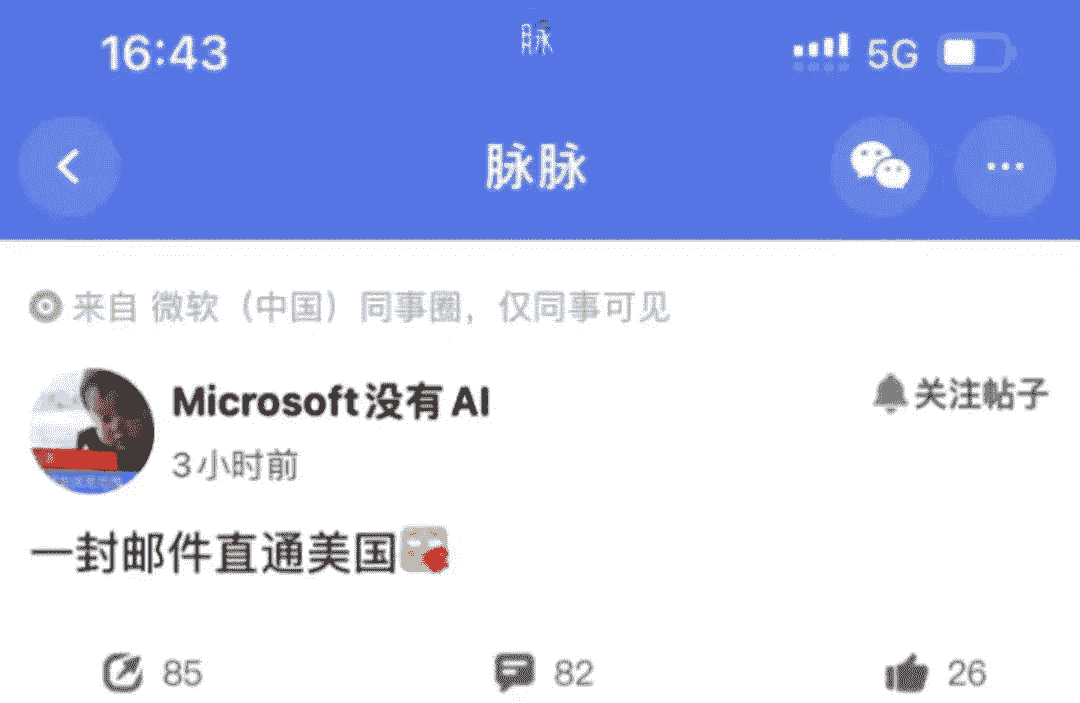 16:43 脉 5G
脉脉
来自 微软（中国）同事圈，仅同事可见
Microsoft没有AI
关注帖子
3小时前
一封邮件直通美国
85 82 26